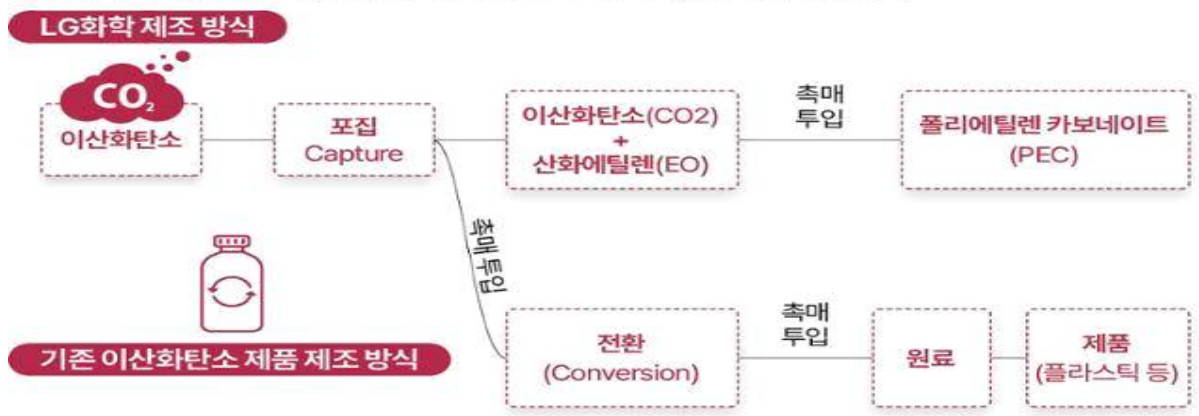 LG화학 제조 방식
CO2
이산화탄소
포집
Capture
이산화탄소(CO2)
+
산화에틸렌(EO)
촉매
투입
폴리에틸렌 카보네이트
(PEC)
촉매 투입
기존 이산화탄소 제품 제조 방식
전환
(Conversion)
촉매
투입
원료
제품
(플라스틱 등)